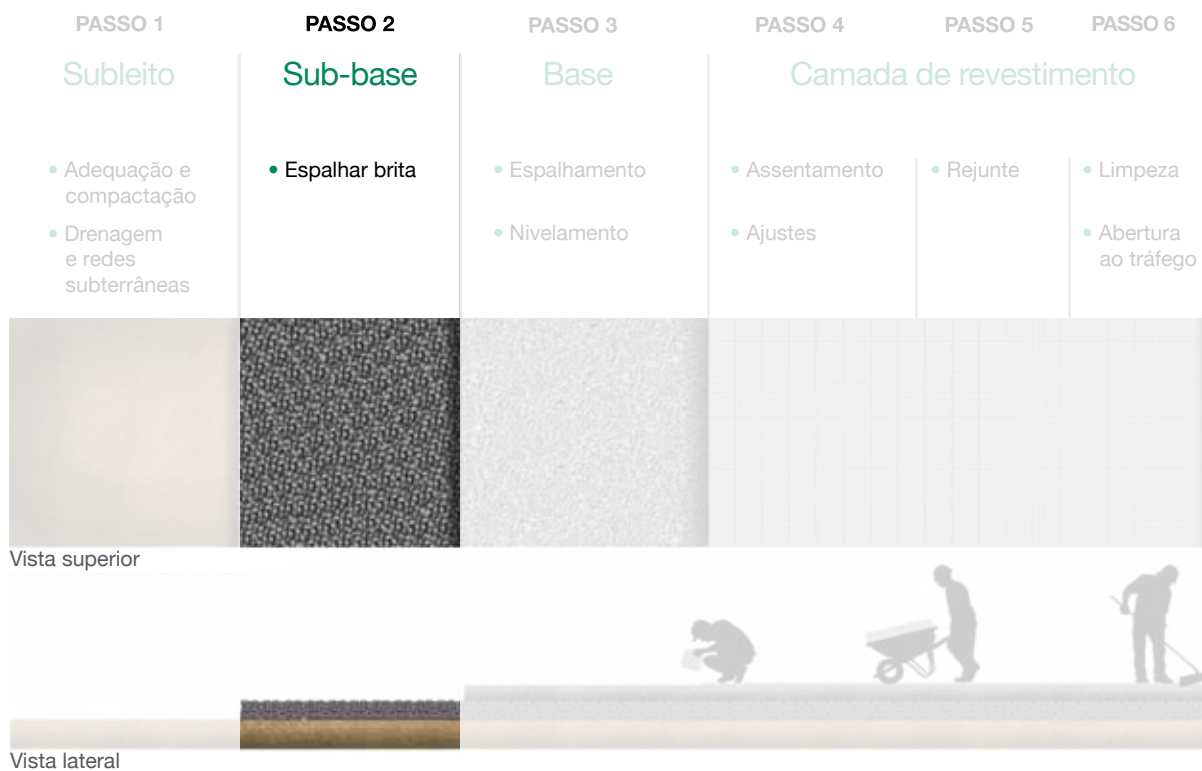 PASSO 1
PASSO 2
PASSO 3
PASSO 4
PASSO 5
PASSO 6
Subleito
Sub-base
Base
Camada de revestimento
• Adequação e
compactação
• Drenagem
e redes
subterrâneas
• Espalhar brita
• Espalhamento
• Nivelamento
• Assentamento
• Ajustes
• Rejunte
• Limpeza
• Abertura
ao tráfego
Vista superior
Vista lateral